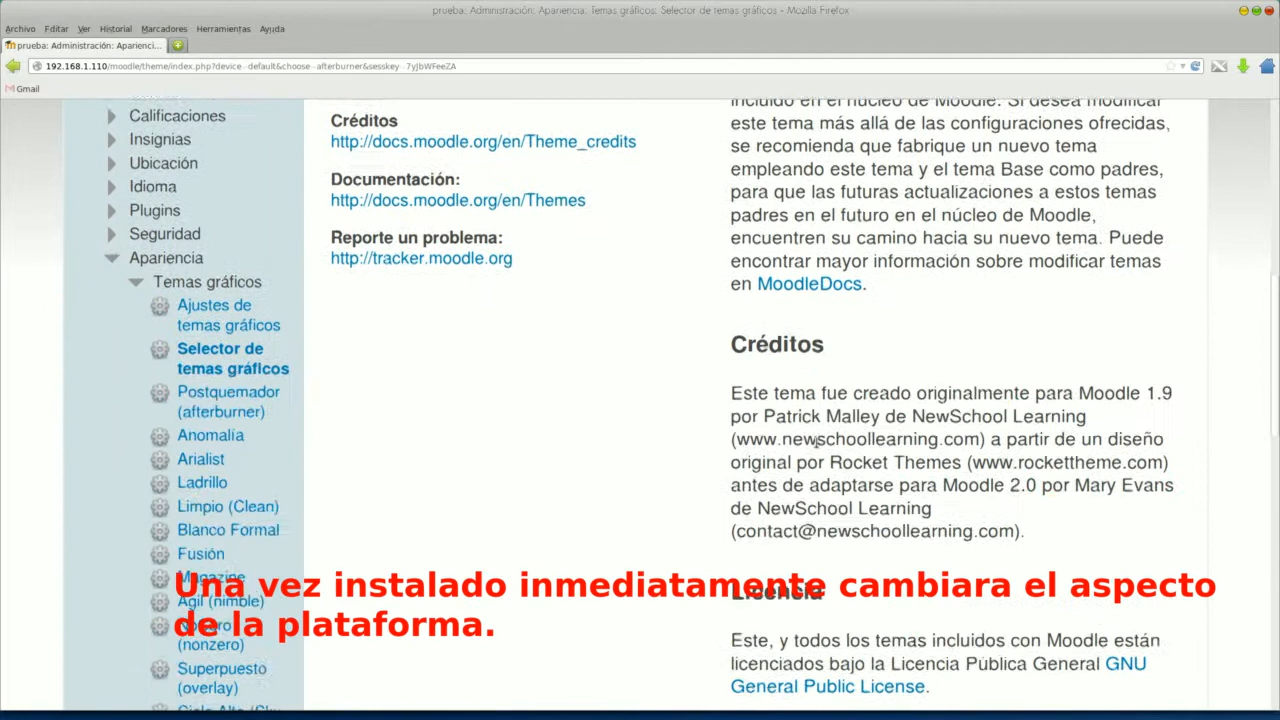 prueba: Administración: Apariencia: Temas gráficos: Selector de temas gráficos - Mozilla Firefox
Archivo Editar Ver Historial Marcadores Herramientas Ayuda
prueba: Administración: Aparienci...
192.168.1.110/moodle/theme/index.php?device=default&choose=afterburner&sesskey=7yJbWFeeZA
Gmail
Calificaciones
Insignias
Ubicación
Idioma
Plugins
Seguridad
Apariencia
Temas gráficos
Ajustes de
temas gráficos
Selector de
temas gráficos
Postquemador
(afterburner)
Anomalía
Arialist
Ladrillo
Limpio (Clean)
Blanco Formal
Fusión
Magazine
Agil (nimble)
(nonzero)
Superpuesto
(overlay)
Créditos
http://docs.moodle.org/en/Theme_credits
Documentación:
http://docs.moodle.org/en/Themes
Reporte un problema:
http://tracker.moodle.org
incluido en el núcleo de Moodle. Si desea modificar
este tema más allá de las configuraciones ofrecidas,
se recomienda que fabrique un nuevo tema
empleando este tema y el tema Base como padres,
para que las futuras actualizaciones a estos temas
padres en el futuro en el núcleo de Moodle,
encuentren su camino hacia su nuevo tema. Puede
encontrar mayor información sobre modificar temas
en MoodleDocs.
Créditos
Este tema fue creado originalmente para Moodle 1.9
por Patrick Malley de NewSchool Learning
(www.newschoollearning.com) a partir de un diseño
original por Rocket Themes (www.rockettheme.com)
antes de adaptarse para Moodle 2.0 por Mary Evans
de NewSchool Learning
(contact@newschoollearning.com).
Licencia
Este, y todos los temas incluidos con Moodle están
licenciados bajo la Licencia Pública General GNU
General Public License.
Una vez instalado inmediatamente cambiara el aspecto
de la plataforma.